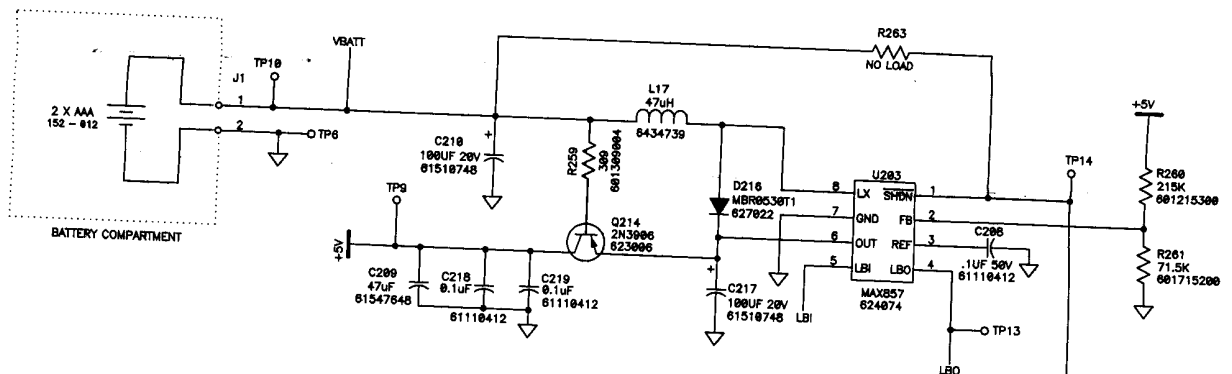 R263
NO LOAD
VBATT
TP10
J1
1
2
TP6
2 X AAA
152 - 012
BATTERY COMPARTMENT
L17
47uH
6434739
+
C210
100UF 20V
61510748
R259
309
601309004
TP9
+5V
Q214
2N3906
623006
D216
MBR0530T1
627022
C209
47uF
61547648
C218
0.1uF
C219
0.1uF
61110412
61110412
+
C217
100UF 20V
61510748
U203
8
LX
SHDN
1
7
GND
FB
2
6
OUT
REF
3
5
LBI
LBO
4
MAX857
624074
LBI
C208
.1UF 50V
61110412
TP13
LBO
TP14
+5V
R260
215K
601215300
R261
71.5K
601715200